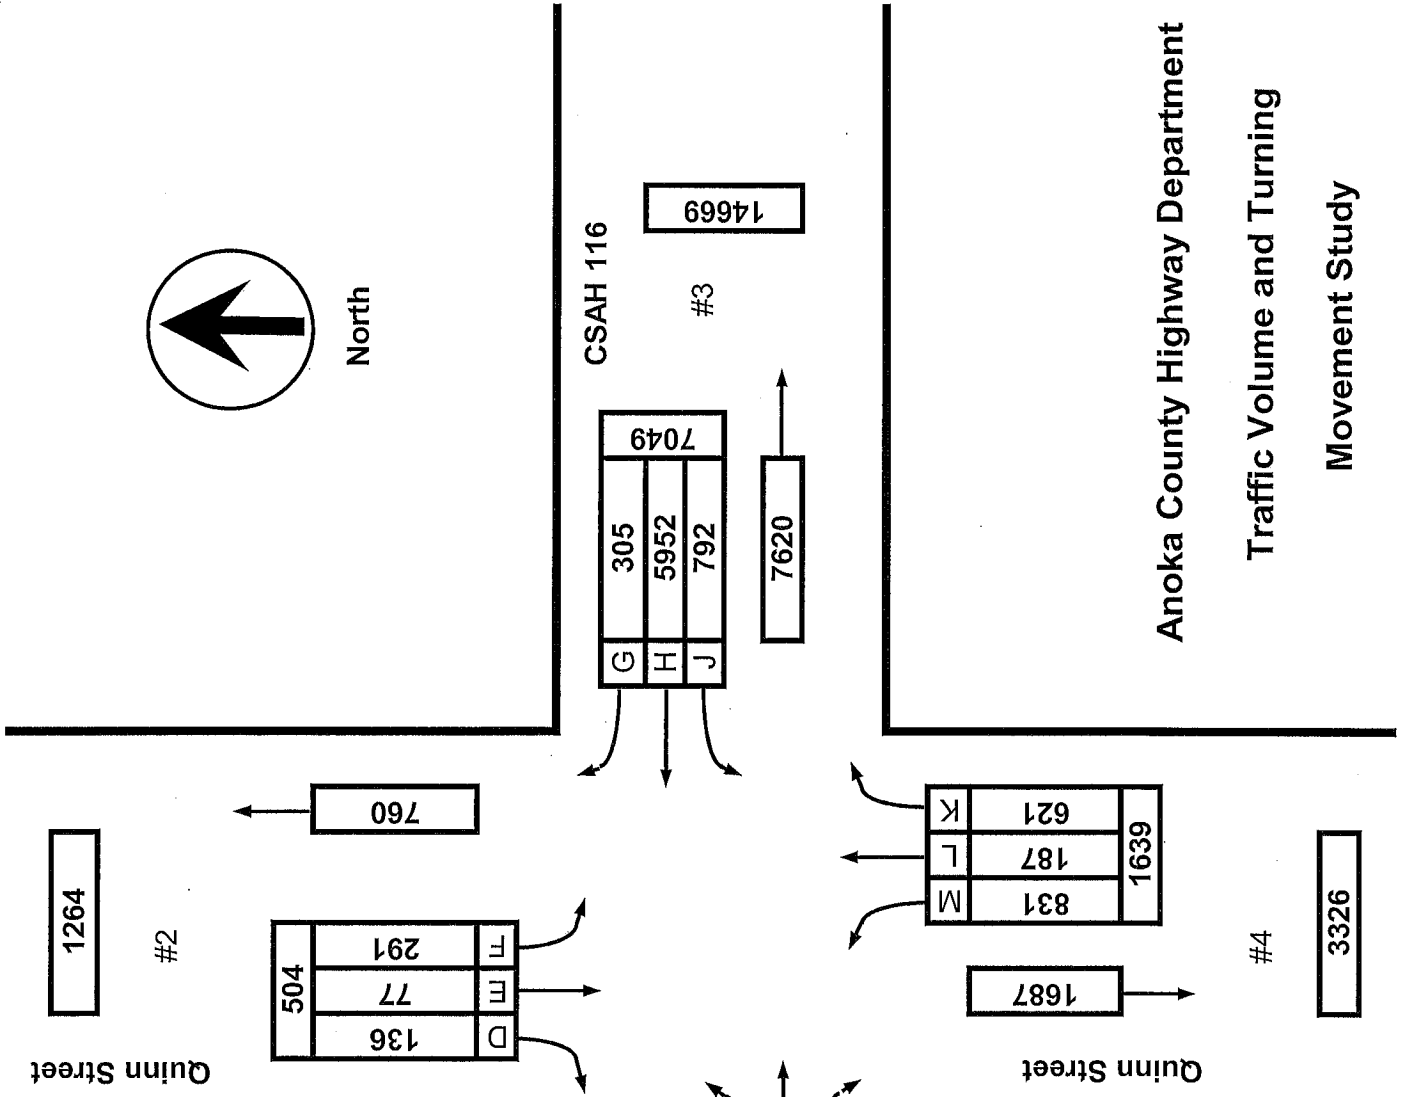 North
CSAH 116
#3
14669
7049
G 305
H 5952
J 792
7620
Anoka County Highway Department
Traffic Volume and Turning
Movement Study
1264
#2
760
504
291 F
77 E
136 D
Quinn Street
K 621
L 187
M 831
1639
1687
#4
3326
Quinn Street